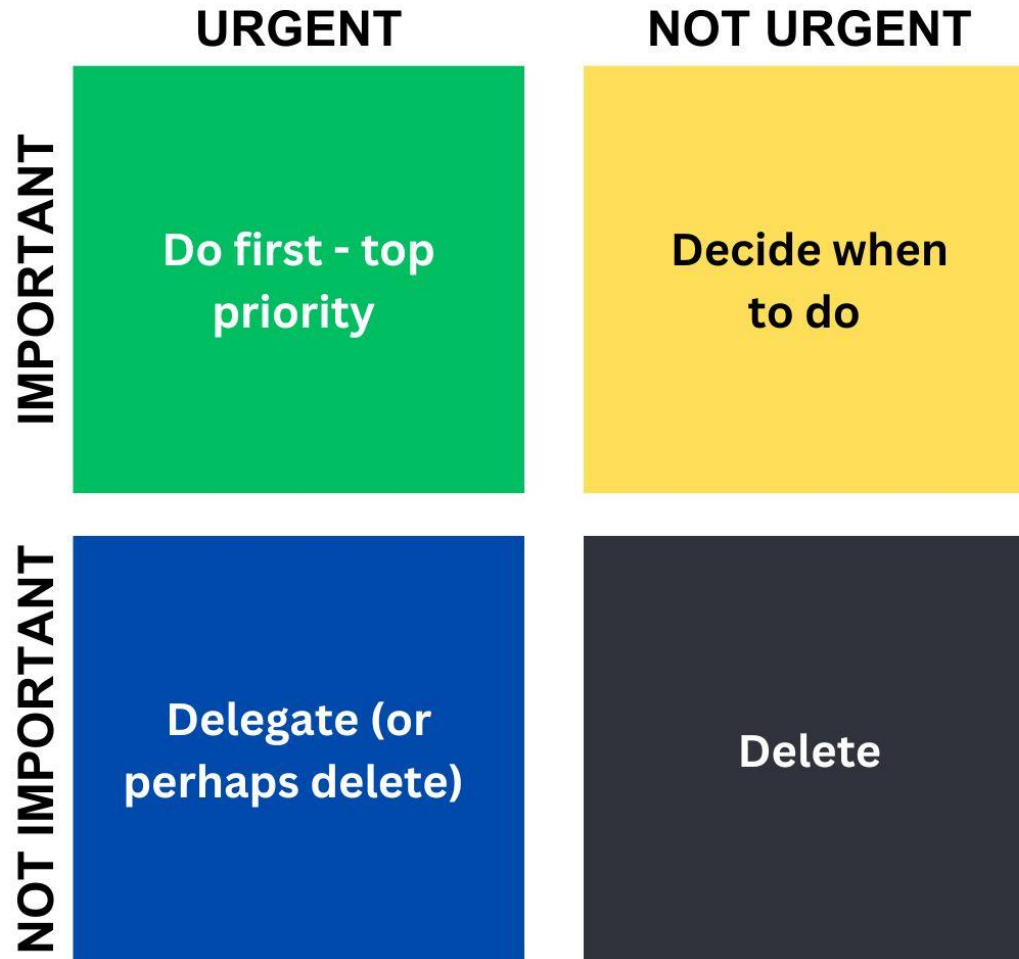 URGENT
NOT URGENT
IMPORTANT
Do first - top
priority
Decide when
to do
NOT IMPORTANT
Delegate (or
perhaps delete)
Delete